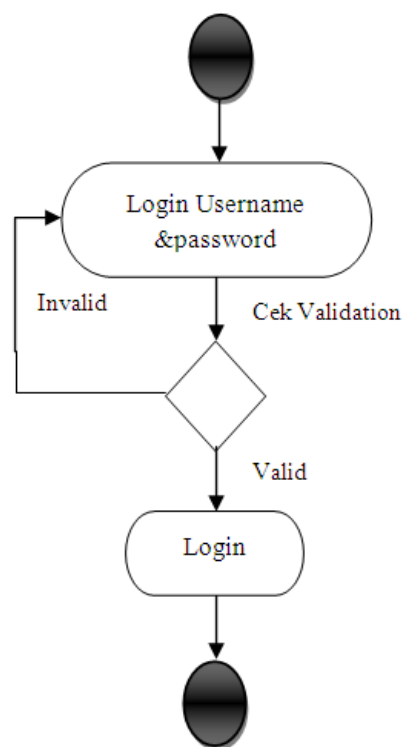 Login Username
&password
Invalid
Cek Validation
Valid
Login